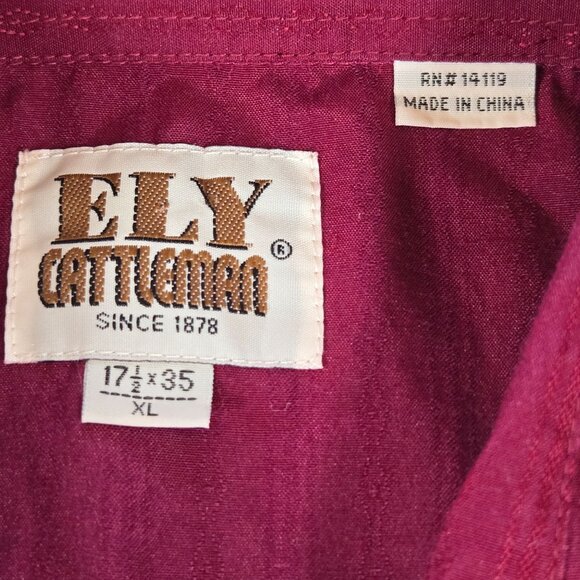 RN# 14119
MADE IN CHINA
ELY
CATTLEMAN ®
SINCE 1878
17½ x 35
XL